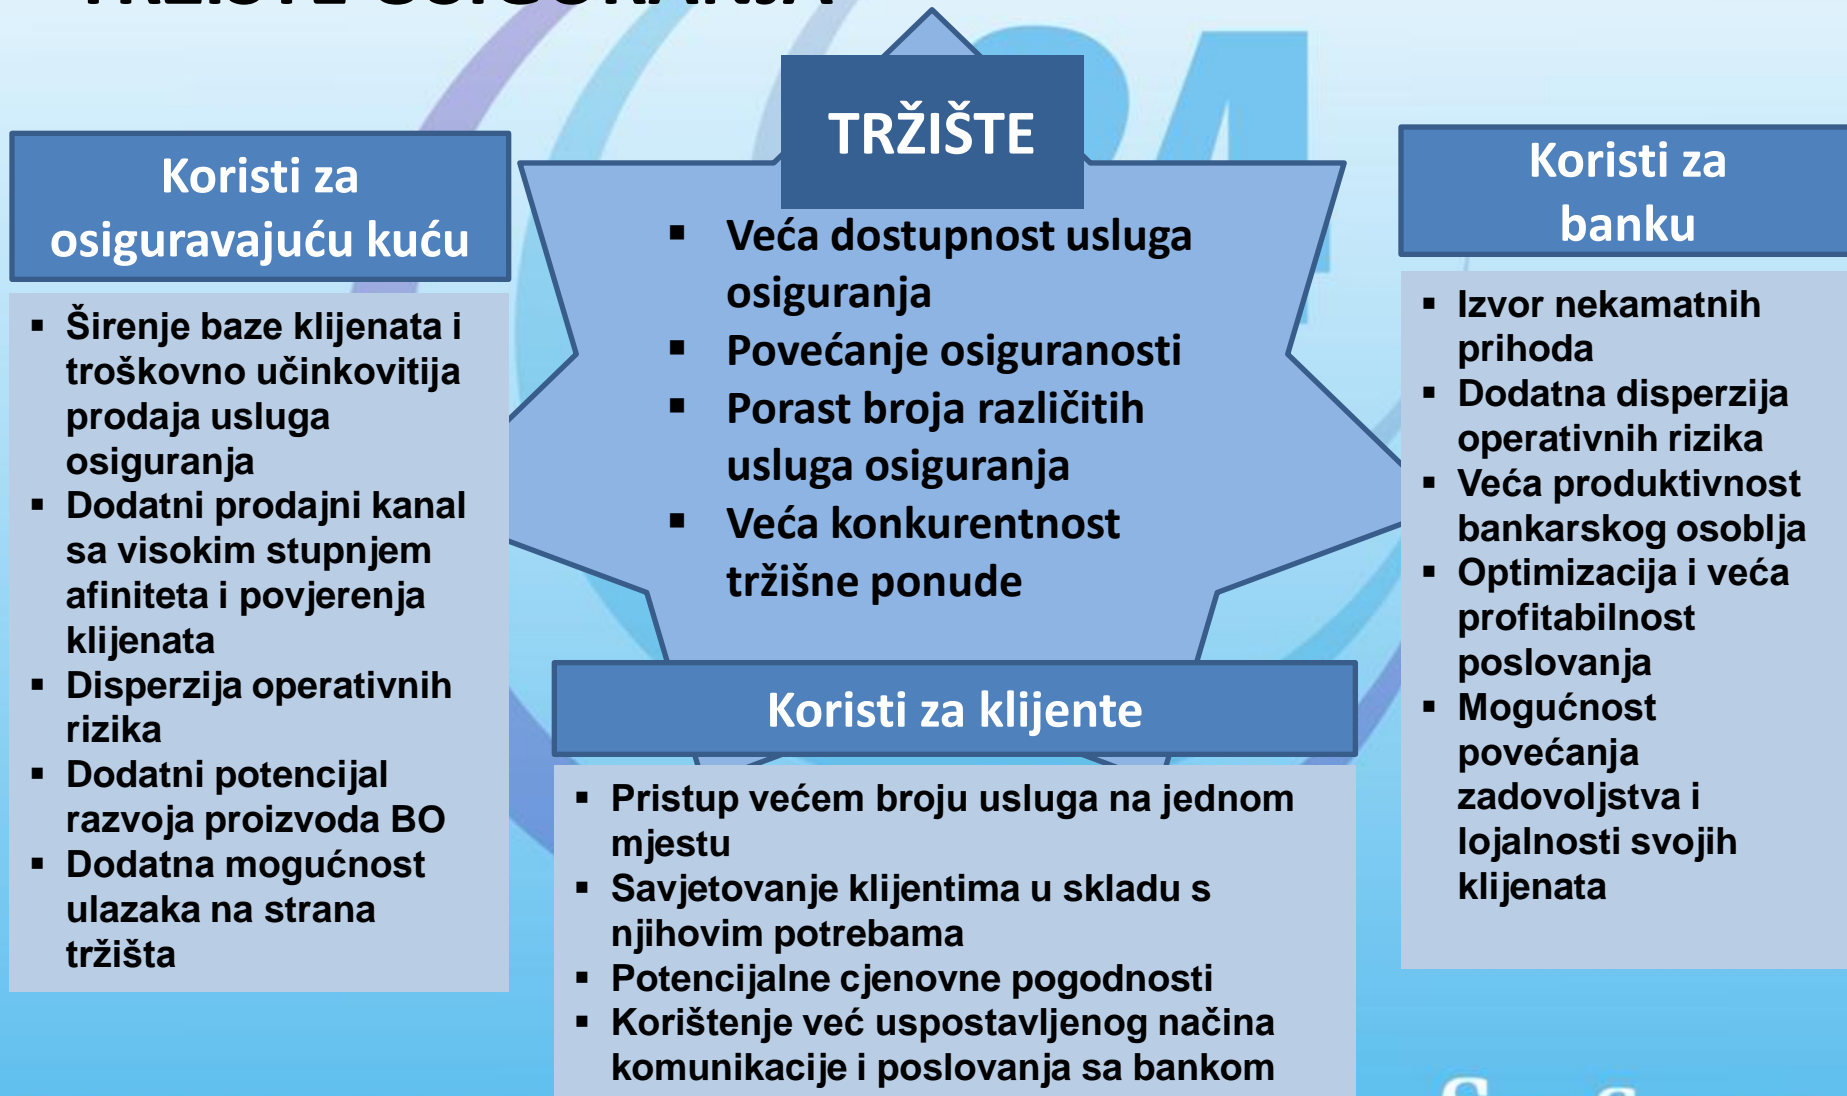 TRŽIŠTE OSIGURANJA
TRŽIŠTE
▪ Veća dostupnost usluga
osiguranja
▪ Povećanje osiguranosti
▪ Porast broja različitih
usluga osiguranja
▪ Veća konkurentnost
tržišne ponude
Koristi za
osiguravajuću kuću
▪ Širenje baze klijenata i
troškovno učinkovitija
prodaja usluga
osiguranja
▪ Dodatni prodajni kanal
sa visokim stupnjem
afiniteta i povjerenja
klijenata
▪ Disperzija operativnih
rizika
▪ Dodatni potencijal
razvoja proizvoda BO
▪ Dodatna mogućnost
ulazaka na strana
tržišta
Koristi za klijente
▪ Pristup većem broju usluga na jednom
mjestu
▪ Savjetovanje klijentima u skladu s
njihovim potrebama
▪ Potencijalne cjenovne pogodnosti
▪ Korištenje već uspostavljenog načina
komunikacije i poslovanja sa bankom
Koristi za
banku
▪ Izvor nekamatnih
prihoda
▪ Dodatna disperzija
operativnih rizika
▪ Veća produktivnost
bankarskog osoblja
▪ Optimizacija i veća
profitabilnost
poslovanja
▪ Mogućnost
povećanja
zadovoljstva i
lojalnosti svojih
klijenata
24